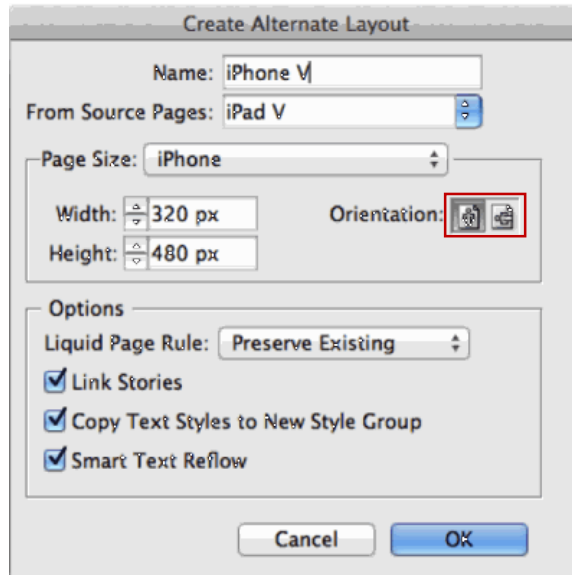 Create Alternate Layout
Name: iPhone V
From Source Pages: iPad V
Page Size: iPhone
Width: 320 px Orientation:
Height: 480 px
Options
Liquid Page Rule: Preserve Existing
Link Stories
Copy Text Styles to New Style Group
Smart Text Reflow
Cancel OK